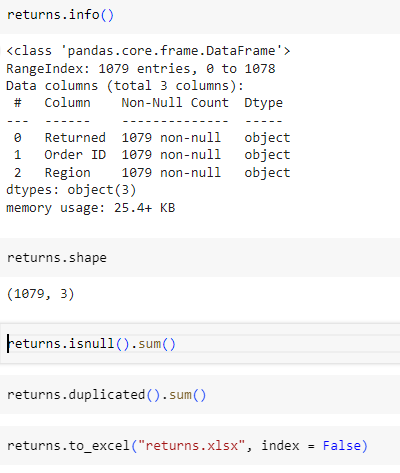 returns.info()
<class 'pandas.core.frame.DataFrame'>
RangeIndex: 1079 entries, 0 to 1078
Data columns (total 3 columns):
 #   Column    Non-Null Count  Dtype
---  ------    --------------  -----
 0   Returned  1079 non-null   object
 1   Order ID  1079 non-null   object
 2   Region    1079 non-null   object
dtypes: object(3)
memory usage: 25.4+ KB
returns.shape
(1079, 3)
returns.isnull().sum()
returns.duplicated().sum()
returns.to_excel("returns.xlsx", index = False)